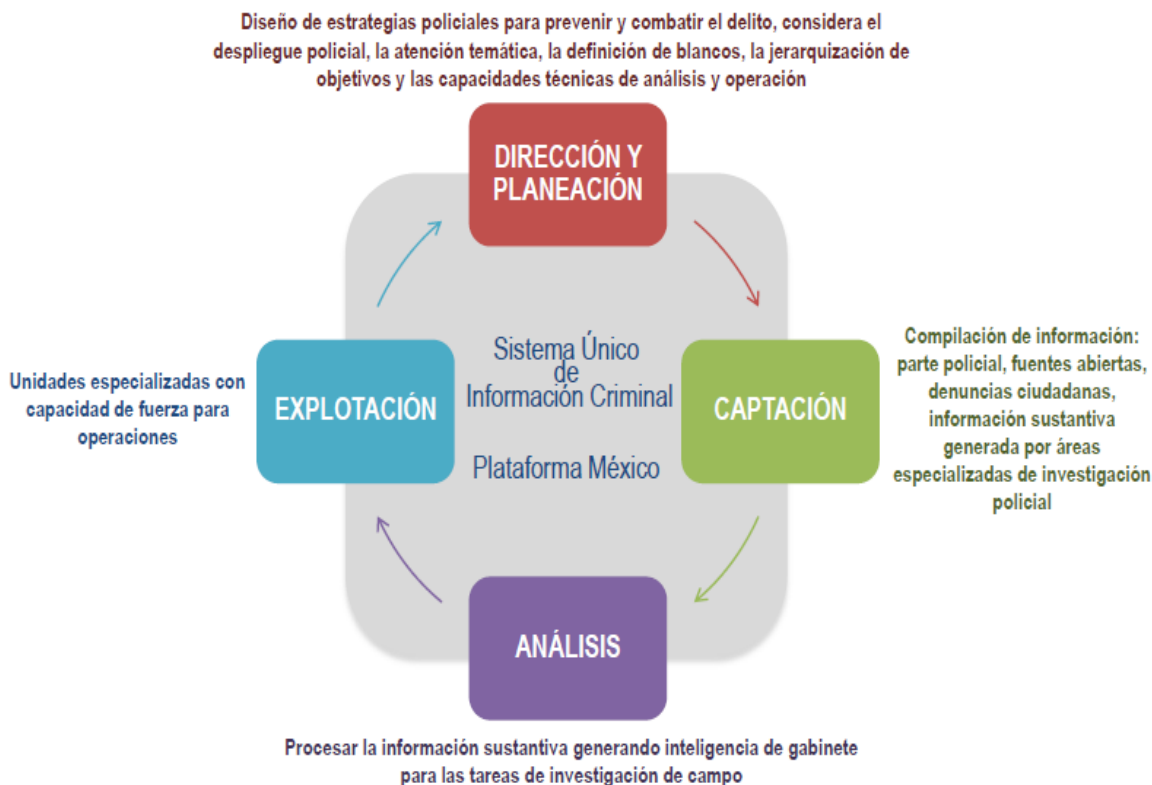 Diseño de estrategias policiales para prevenir y combatir el delito, considera el
despliegue policial, la atención temática, la definición de blancos, la jerarquización de
objetivos y las capacidades técnicas de análisis y operación
DIRECCIÓN Y
PLANEACIÓN
Unidades especializadas con
capacidad de fuerza para
operaciones
EXPLOTACIÓN
Sistema Único
de
Información Criminal
Plataforma México
CAPTACIÓN
Compilación de información:
parte policial, fuentes abiertas,
denuncias ciudadanas,
información sustantiva
generada por áreas
especializadas de investigación
policial
ANÁLISIS
Procesar la información sustantiva generando inteligencia de gabinete
para las tareas de investigación de campo